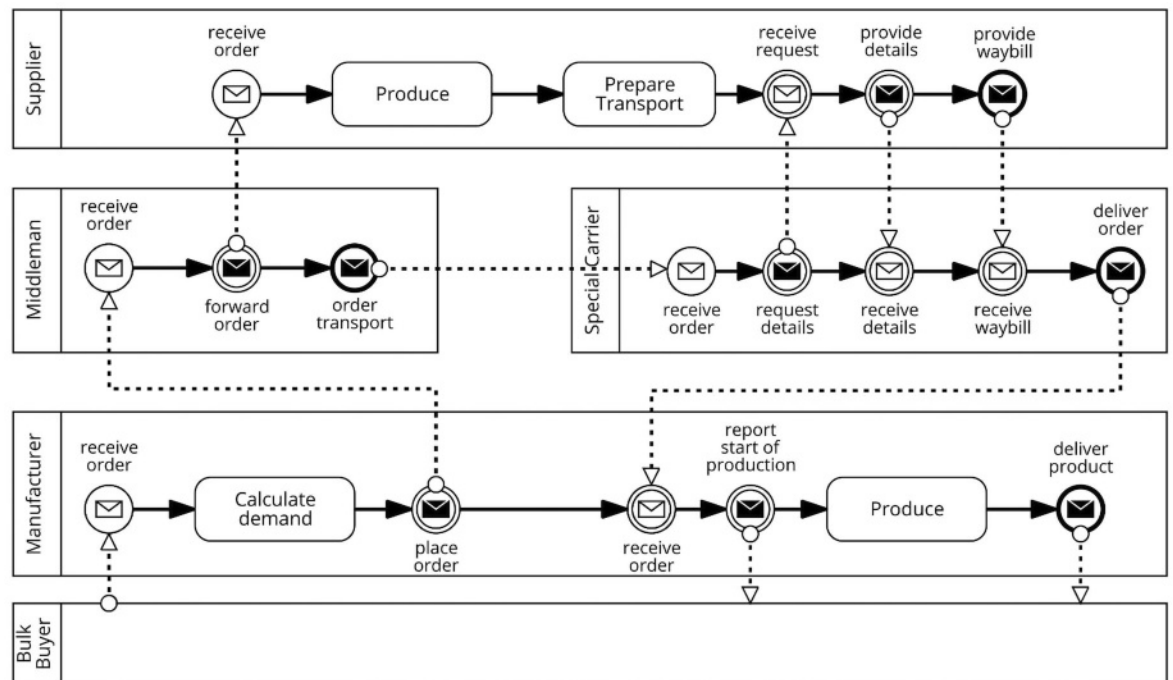 Supplier
receive
order
Produce
Prepare
Transport
receive
request
provide
details
provide
waybill
Middleman
receive
order
forward
order
order
transport
Special Carrier
receive
order
request
details
receive
details
receive
waybill
deliver
order
Manufacturer
receive
order
Calculate
demand
place
order
receive
order
report
start of
production
Produce
deliver
product
Bulk
Buyer